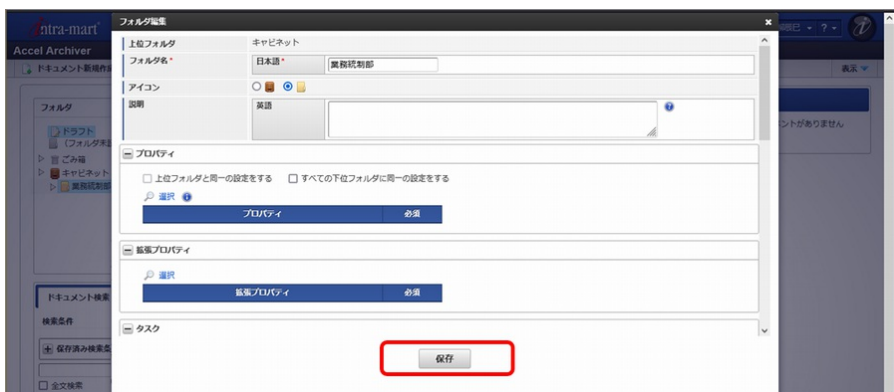 フォルダ編集
×
intra-mart
? ▾
Accel Archiver
上位フォルダ キャビネット
ドキュメント新規作成
表示
フォルダ名* 日本語* 業務統制部
アイコン
フォルダ
説明 英語
ドラフト
ントがありません
(フォルダ未
ごみ箱
プロパティ
キャビネット
上位フォルダと同一の設定をする すべての下位フォルダに同一の設定をする
業務統制部
選択
プロパティ 必須
拡張プロパティ
選択
拡張プロパティ 必須
ドキュメント検索
検索条件
タスク
保存済み検索条
保存
全文検索